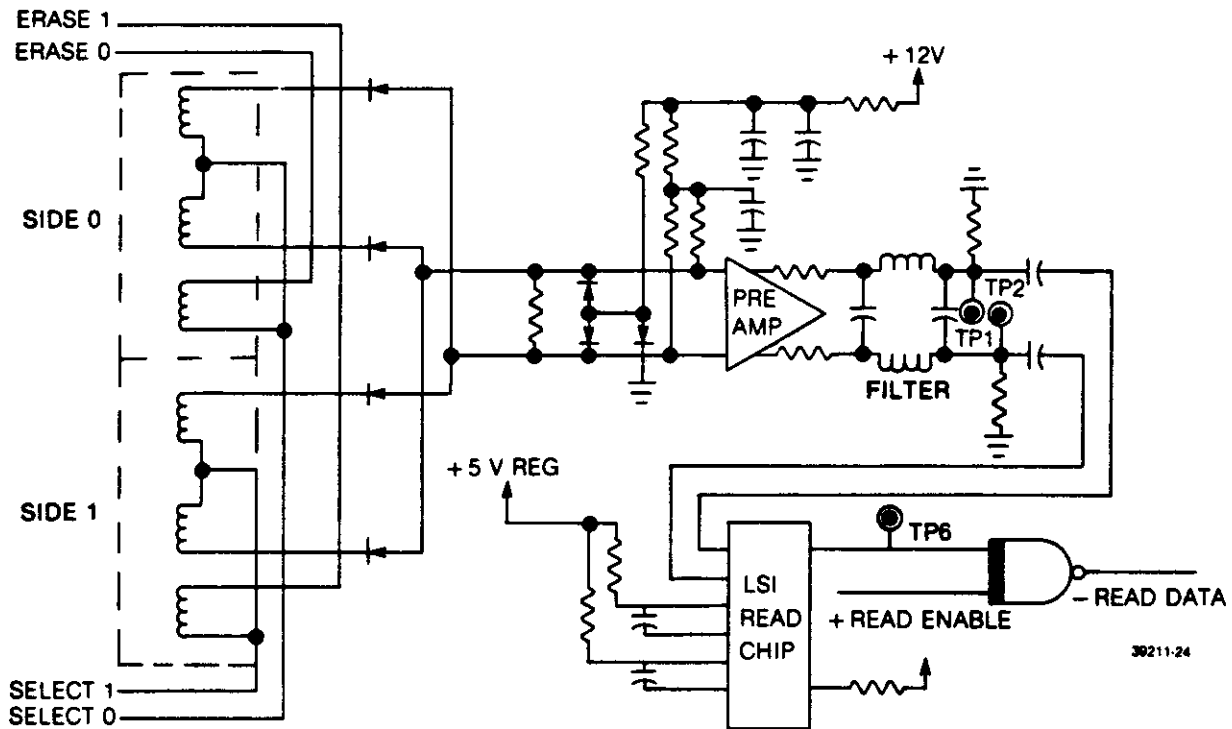 ERASE 1
ERASE 0
+ 12V
SIDE 0
PRE
AMP
TP2
TP1
FILTER
+ 5 V REG
SIDE 1
TP6
LSI
READ
CHIP
+ READ ENABLE
– READ DATA
39211-24
SELECT 1
SELECT 0